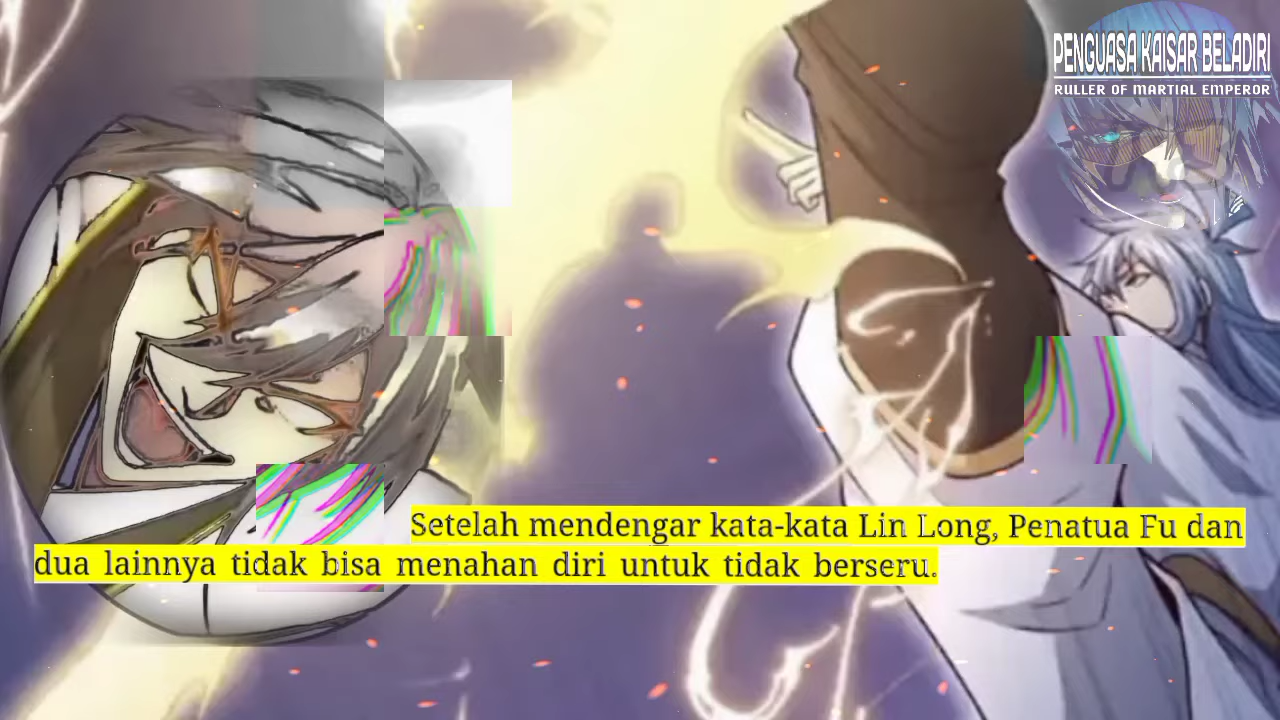 PENGUASA KAISAR BELADIRI
RULLER OF MARTIAL EMPEROR
Setelah mendengar kata-kata Lin Long, Penatua Fu dan
dua lainnya tidak bisa menahan diri untuk tidak berseru.